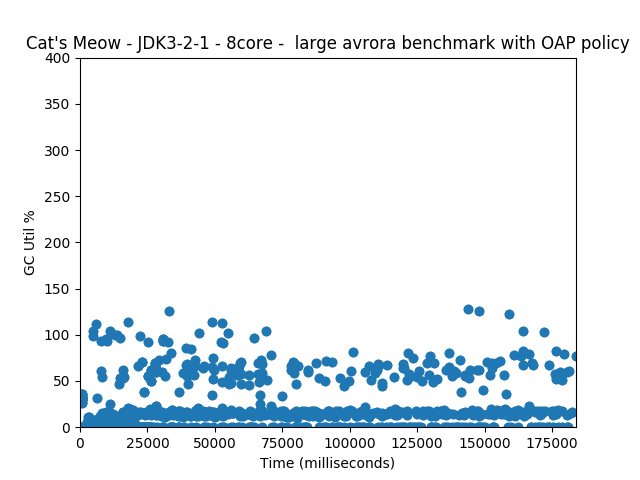 Cat's Meow - JDK3-2-1 - 8core -  large avrora benchmark with OAP policy
400
350
300
250
200
150
100
50
0
GC Util %
0 25000 50000 75000 100000 125000 150000 175000
Time (milliseconds)